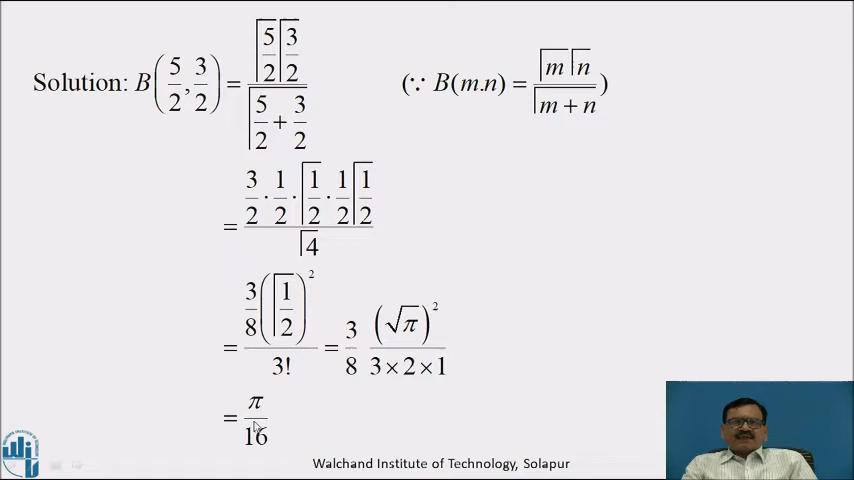 Solution: B(5/2, 3/2) = ⌈5/2 ⌈3/2 / ⌈5/2 + 3/2 (∵ B(m.n) = ⌈m ⌈n / ⌈m + n)
= 3/2 · 1/2 · ⌈1/2 · 1/2 ⌈1/2 / ⌈4
= 3/8 (⌈1/2)² / 3! = 3/8 (√π)² / 3 × 2 × 1
= π/16
Walchand Institute of Technology, Solapur